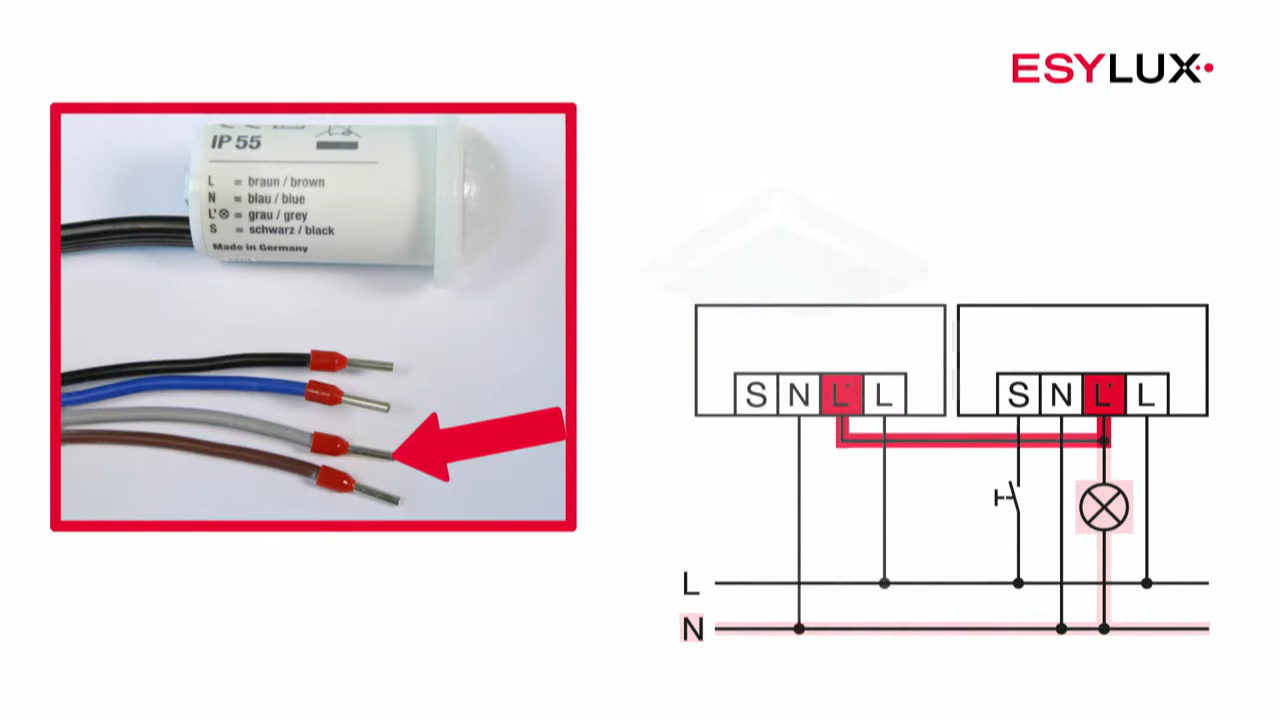 ESYLUX
IP 55
L = braun / brown
N = blau / blue
L' ⊗ = grau / grey
S = schwarz / black
Made in Germany
S N L' L
S N L' L
L
N